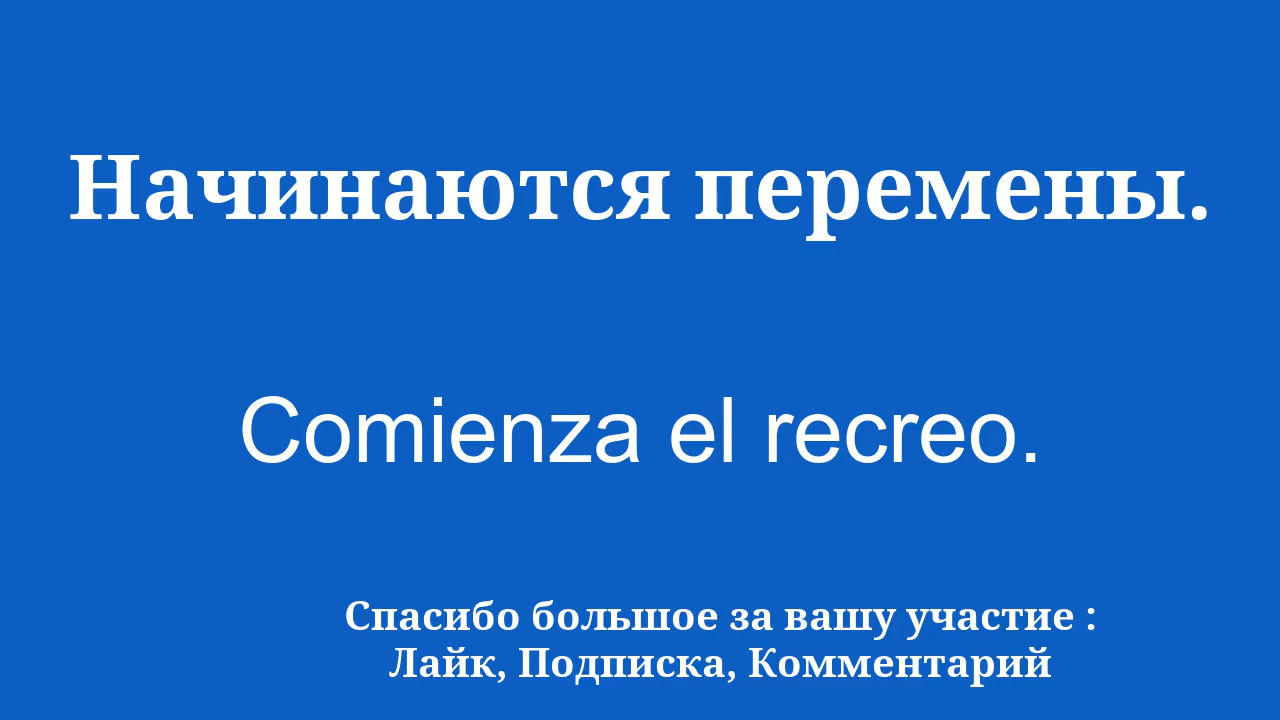 Начинаются перемены.
Comienza el recreo.
Спасибо большое за вашу участие :
Лайк, Подписка, Комментарий